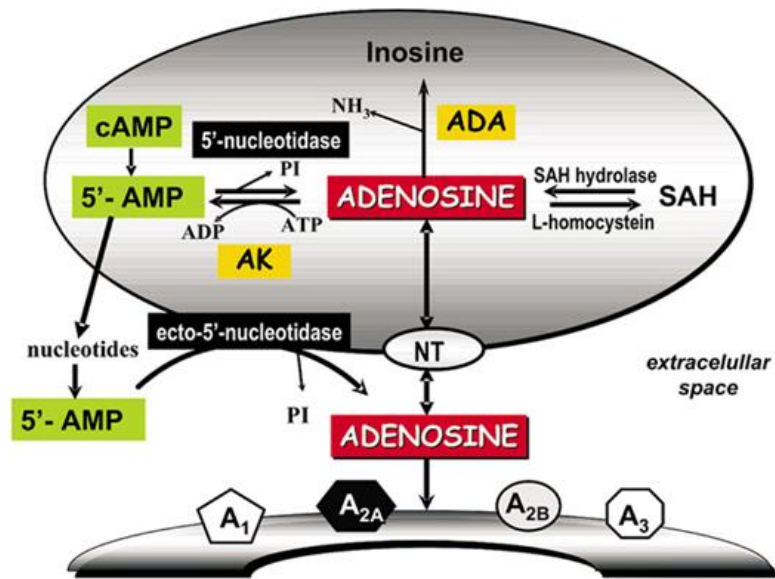 Inosine
NH3
ADA
cAMP
5'-nucleotidase
PI
5'- AMP
ADENOSINE
SAH hydrolase
SAH
L-homocystein
ADP
ATP
AK
ecto-5'-nucleotidase
nucleotides
NT
extracelullar
space
5'- AMP
PI
ADENOSINE
A1
A2A
A2B
A3